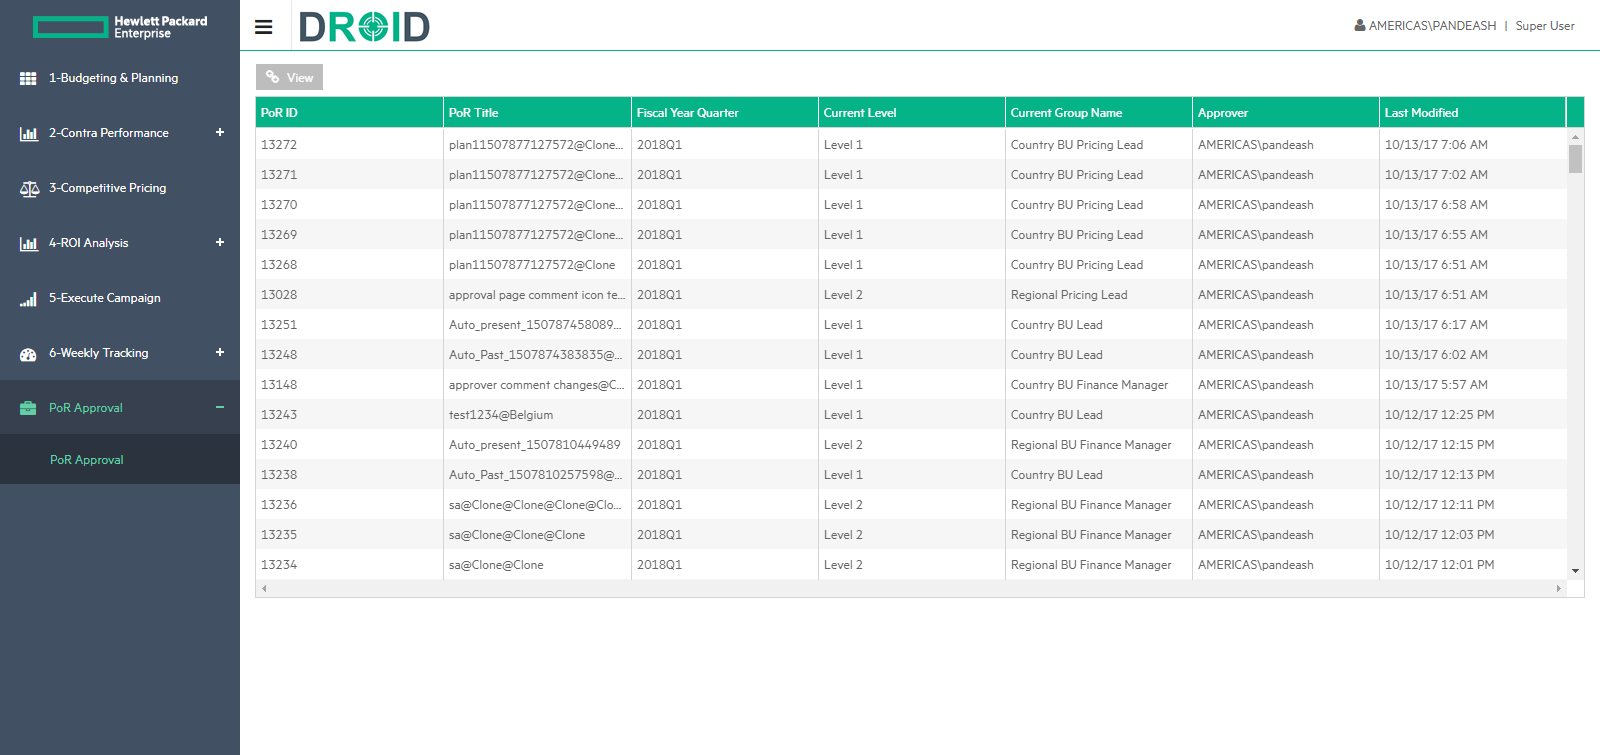 Hewlett Packard
Enterprise
DROID
AMERICAS\PANDEASH | Super User
1-Budgeting & Planning
2-Contra Performance +
3-Competitive Pricing
4-ROI Analysis +
5-Execute Campaign
6-Weekly Tracking +
PoR Approval −
PoR Approval
View
PoR ID PoR Title Fiscal Year Quarter Current Level Current Group Name Approver Last Modified
13272 plan11507877127572@Clone... 2018Q1 Level 1 Country BU Pricing Lead AMERICAS\pandeash 10/13/17 7:06 AM
13271 plan11507877127572@Clone... 2018Q1 Level 1 Country BU Pricing Lead AMERICAS\pandeash 10/13/17 7:02 AM
13270 plan11507877127572@Clone... 2018Q1 Level 1 Country BU Pricing Lead AMERICAS\pandeash 10/13/17 6:58 AM
13269 plan11507877127572@Clone... 2018Q1 Level 1 Country BU Pricing Lead AMERICAS\pandeash 10/13/17 6:55 AM
13268 plan11507877127572@Clone 2018Q1 Level 1 Country BU Pricing Lead AMERICAS\pandeash 10/13/17 6:51 AM
13028 approval page comment icon te... 2018Q1 Level 2 Regional Pricing Lead AMERICAS\pandeash 10/13/17 6:51 AM
13251 Auto_present_150787458089... 2018Q1 Level 1 Country BU Lead AMERICAS\pandeash 10/13/17 6:17 AM
13248 Auto_Past_1507874383835@... 2018Q1 Level 1 Country BU Lead AMERICAS\pandeash 10/13/17 6:02 AM
13148 approver comment changes@C... 2018Q1 Level 1 Country BU Finance Manager AMERICAS\pandeash 10/13/17 5:57 AM
13243 test1234@Belgium 2018Q1 Level 1 Country BU Lead AMERICAS\pandeash 10/12/17 12:25 PM
13240 Auto_present_1507810449489 2018Q1 Level 2 Regional BU Finance Manager AMERICAS\pandeash 10/12/17 12:15 PM
13238 Auto_Past_1507810257598@... 2018Q1 Level 1 Country BU Lead AMERICAS\pandeash 10/12/17 12:13 PM
13236 sa@Clone@Clone@Clone@Clo... 2018Q1 Level 2 Regional BU Finance Manager AMERICAS\pandeash 10/12/17 12:11 PM
13235 sa@Clone@Clone@Clone 2018Q1 Level 2 Regional BU Finance Manager AMERICAS\pandeash 10/12/17 12:03 PM
13234 sa@Clone@Clone 2018Q1 Level 2 Regional BU Finance Manager AMERICAS\pandeash 10/12/17 12:01 PM